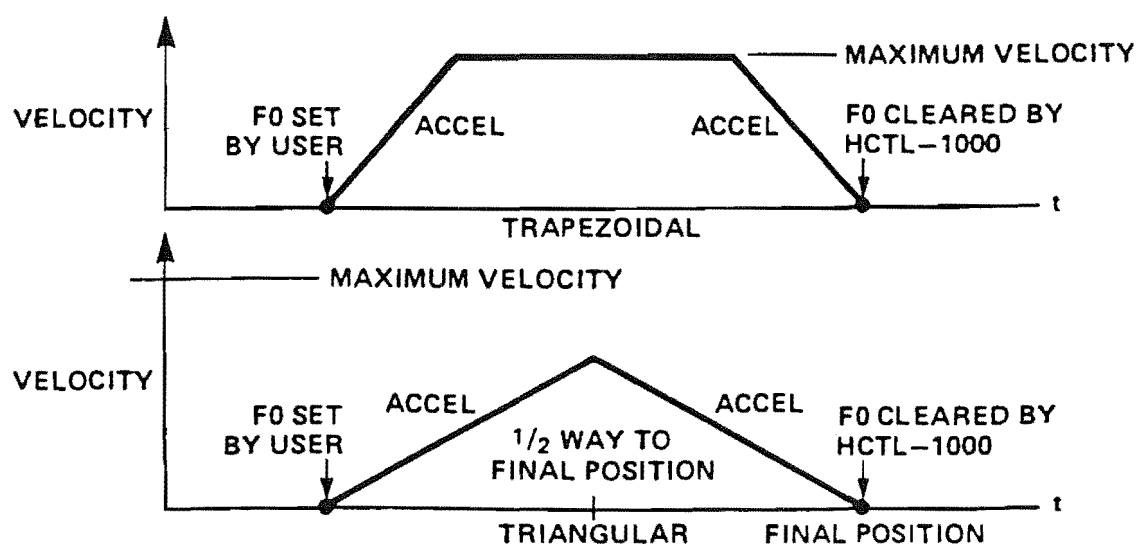 MAXIMUM VELOCITY
VELOCITY
F0 SET
BY USER
ACCEL
ACCEL
F0 CLEARED BY
HCTL–1000
t
TRAPEZOIDAL
MAXIMUM VELOCITY
VELOCITY
F0 SET
BY USER
ACCEL
ACCEL
F0 CLEARED BY
HCTL–1000
1/2 WAY TO
FINAL POSITION
t
TRIANGULAR
FINAL POSITION